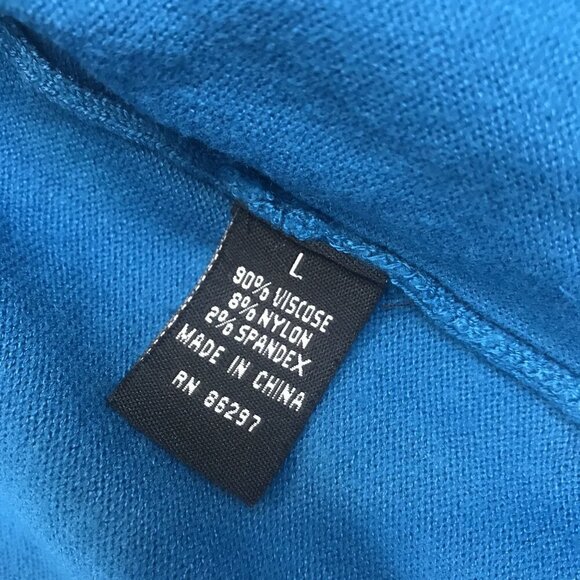 L
90% VISCOSE
8% NYLON
2% SPANDEX
MADE IN CHINA
RN 86297